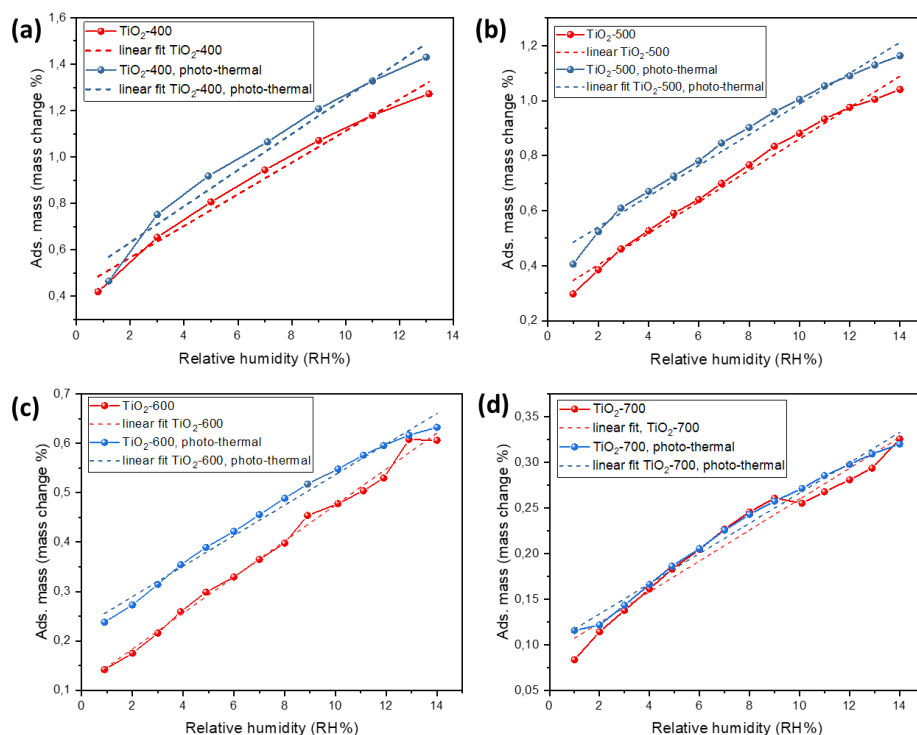 (a)
TiO₂-400
linear fit TiO₂-400
TiO₂-400, photo-thermal
linear fit TiO₂-400, photo-thermal
1,6
1,4
1,2
1,0
0,8
0,6
0,4
Ads. mass (mass change %)
0 2 4 6 8 10 12 14
Relative humidity (RH%)
(b)
TiO₂-500
linear TiO₂-500
TiO₂-500, photo-thermal
linear fit TiO₂-500, photo-thermal
1,2
1,0
0,8
0,6
0,4
0,2
Ads. mass (mass change %)
0 2 4 6 8 10 12 14
Relative humidity (RH%)
(c)
TiO₂-600
linear fit TiO₂-600
TiO₂-600, photo-thermal
linear fit TiO₂-600, photo-thermal
0,7
0,6
0,5
0,4
0,3
0,2
0,1
Ads. mass (mass change %)
0 2 4 6 8 10 12 14
Relative humidity (RH%)
(d)
TiO₂-700
linear fit, TiO₂-700
TiO₂-700, photo-thermal
linear fit TiO₂-700, photo-thermal
0,35
0,30
0,25
0,20
0,15
0,10
0,05
Ads. mass (mass change %)
0 2 4 6 8 10 12 14
Relative humidity (RH%)